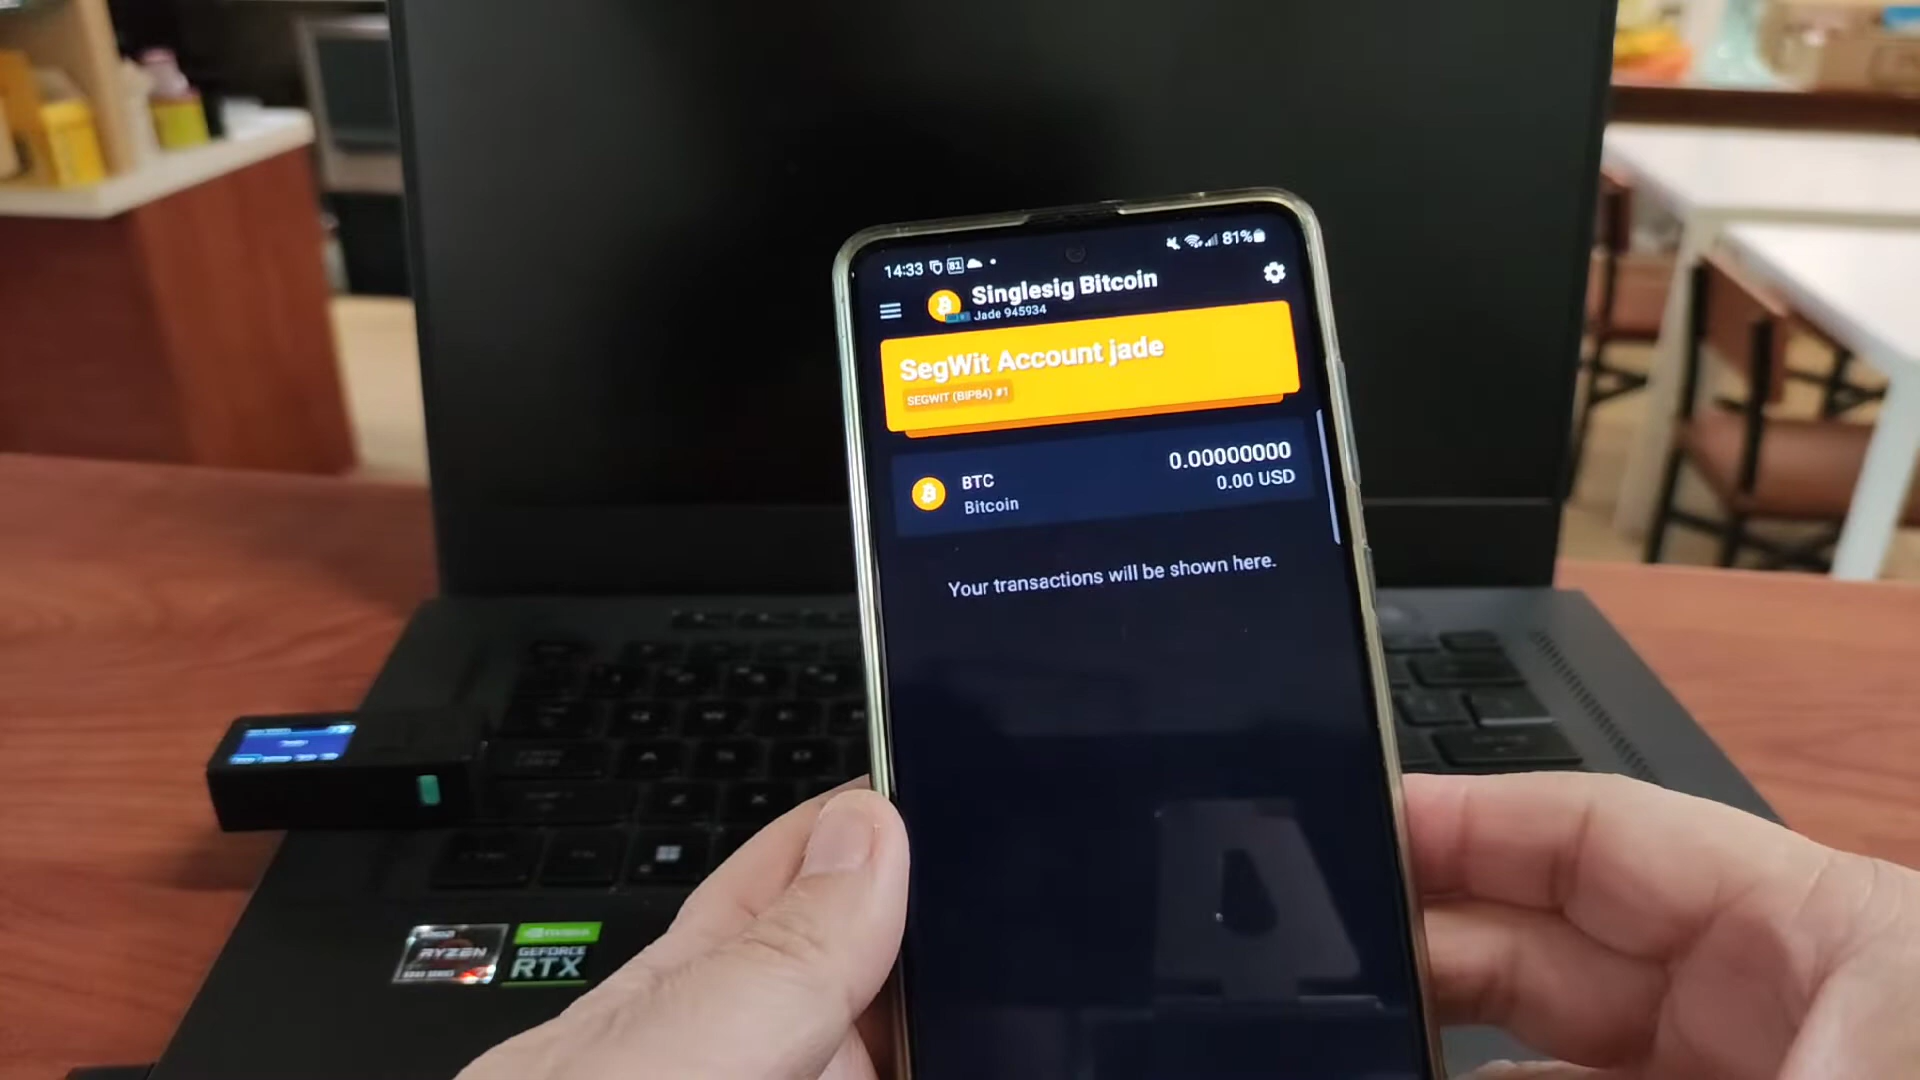 14:33
81%
Singlesig Bitcoin
Jade 945934
SegWit Account jade
SEGWIT (BIP84) #1
BTC
0.00000000
0.00 USD
Bitcoin
Your transactions will be shown here.
Q W E
A S D
Z X
RYZEN
NVIDIA
GEFORCE
RTX